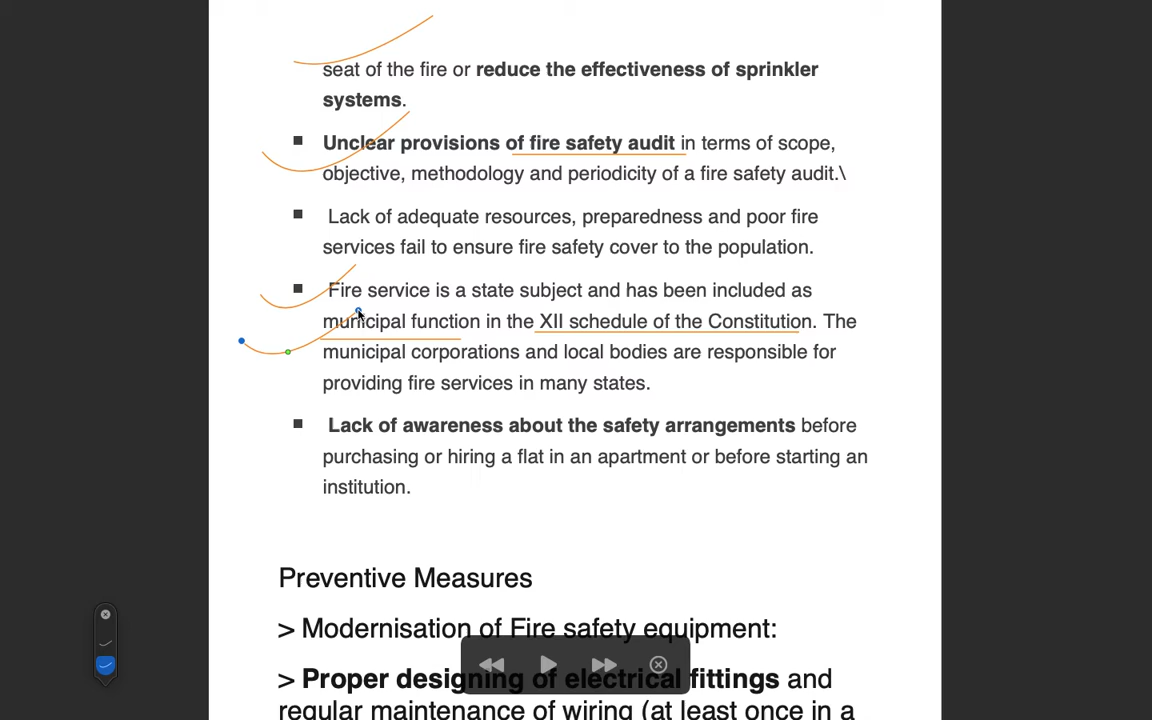 seat of the fire or reduce the effectiveness of sprinkler
systems.
Unclear provisions of fire safety audit in terms of scope,
objective, methodology and periodicity of a fire safety audit.\
Lack of adequate resources, preparedness and poor fire
services fail to ensure fire safety cover to the population.
Fire service is a state subject and has been included as
municipal function in the XII schedule of the Constitution. The
municipal corporations and local bodies are responsible for
providing fire services in many states.
Lack of awareness about the safety arrangements before
purchasing or hiring a flat in an apartment or before starting an
institution.
Preventive Measures
> Modernisation of Fire safety equipment:
> Proper designing of electrical fittings and
regular maintenance of wiring (at least once in a